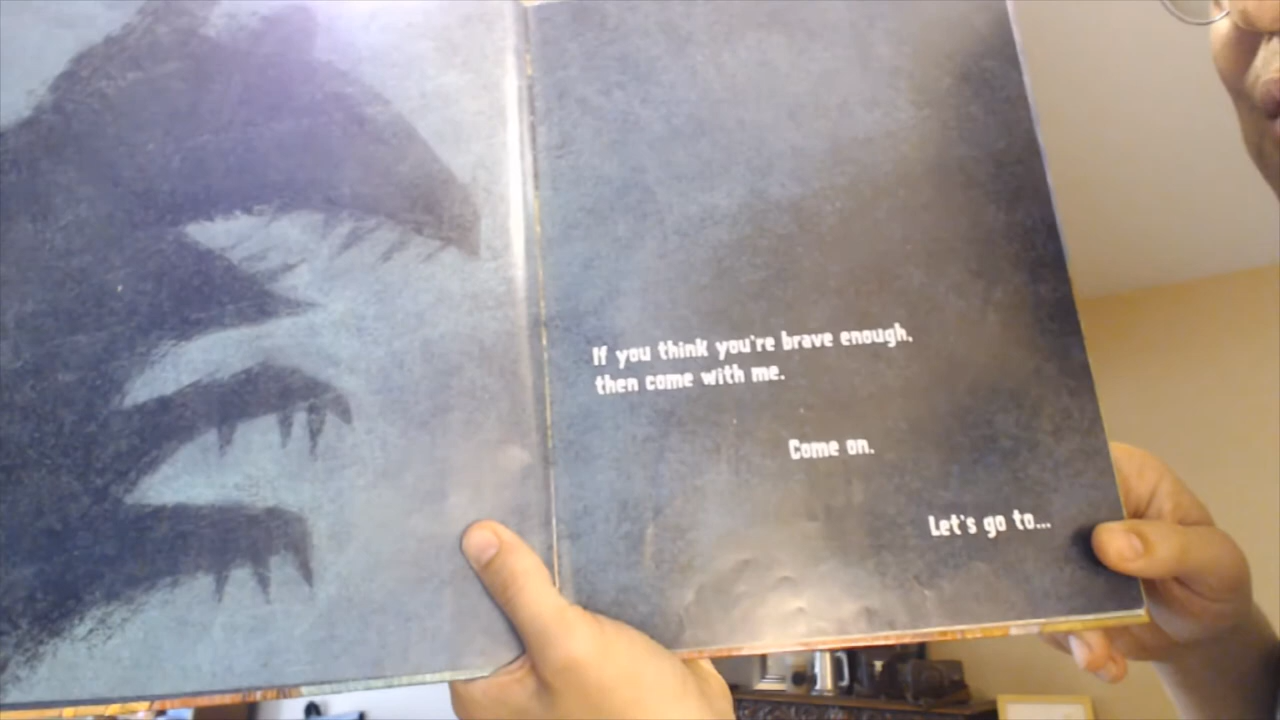 If you think you're brave enough,
then come with me.
Come on.
Let's go to...